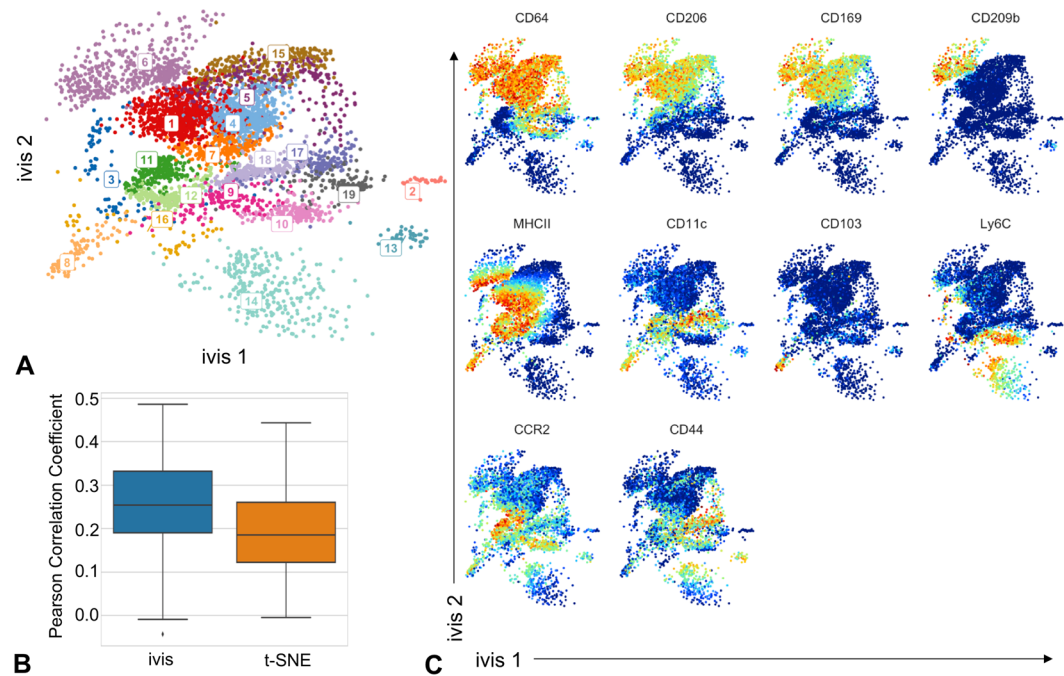 CD64
CD206
CD169
CD209b
6
15
5
1
4
7
11
18
17
3
12
9
19
2
16
10
8
13
14
ivis 2
ivis 1
A
MHCII
CD11c
CD103
Ly6C
CCR2
CD44
Pearson Correlation Coefficient
0.5
0.4
0.3
0.2
0.1
0.0
ivis
t-SNE
B
ivis 2
C
ivis 1